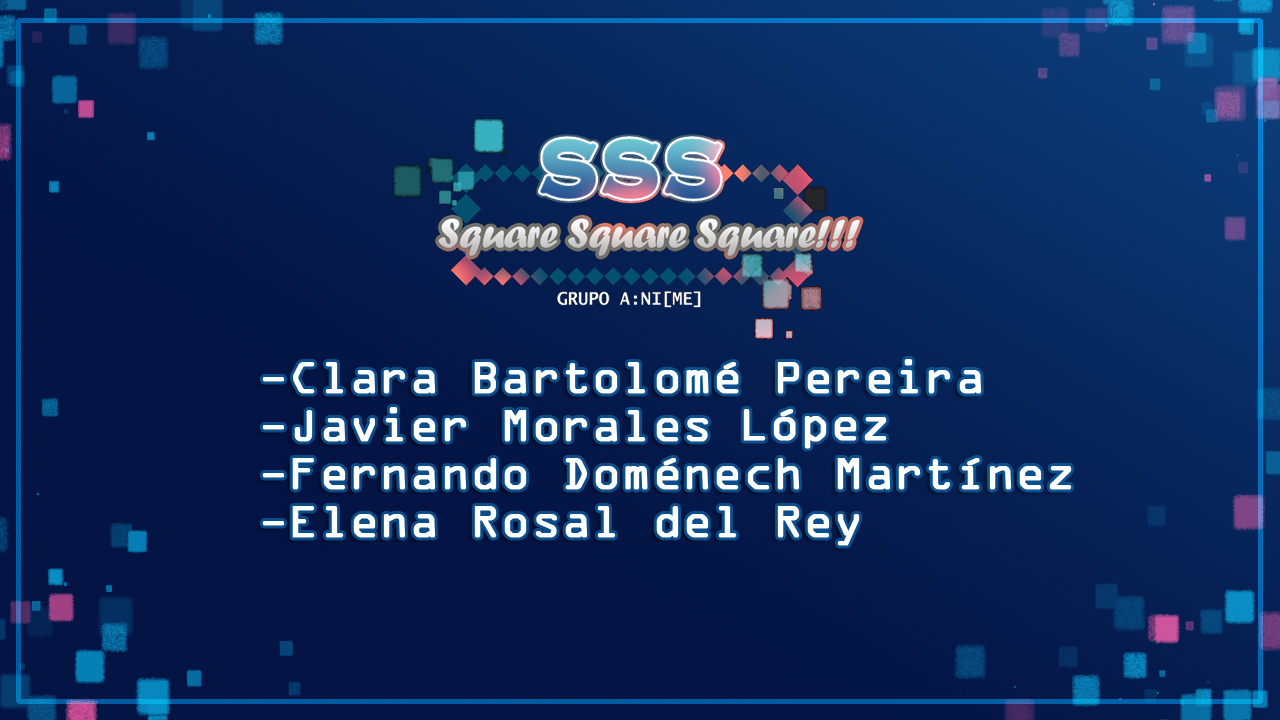 SSS
Square Square Square!!!
GRUPO A:NI[ME]
-Clara Bartolomé Pereira
-Javier Morales López
-Fernando Doménech Martínez
-Elena Rosal del Rey